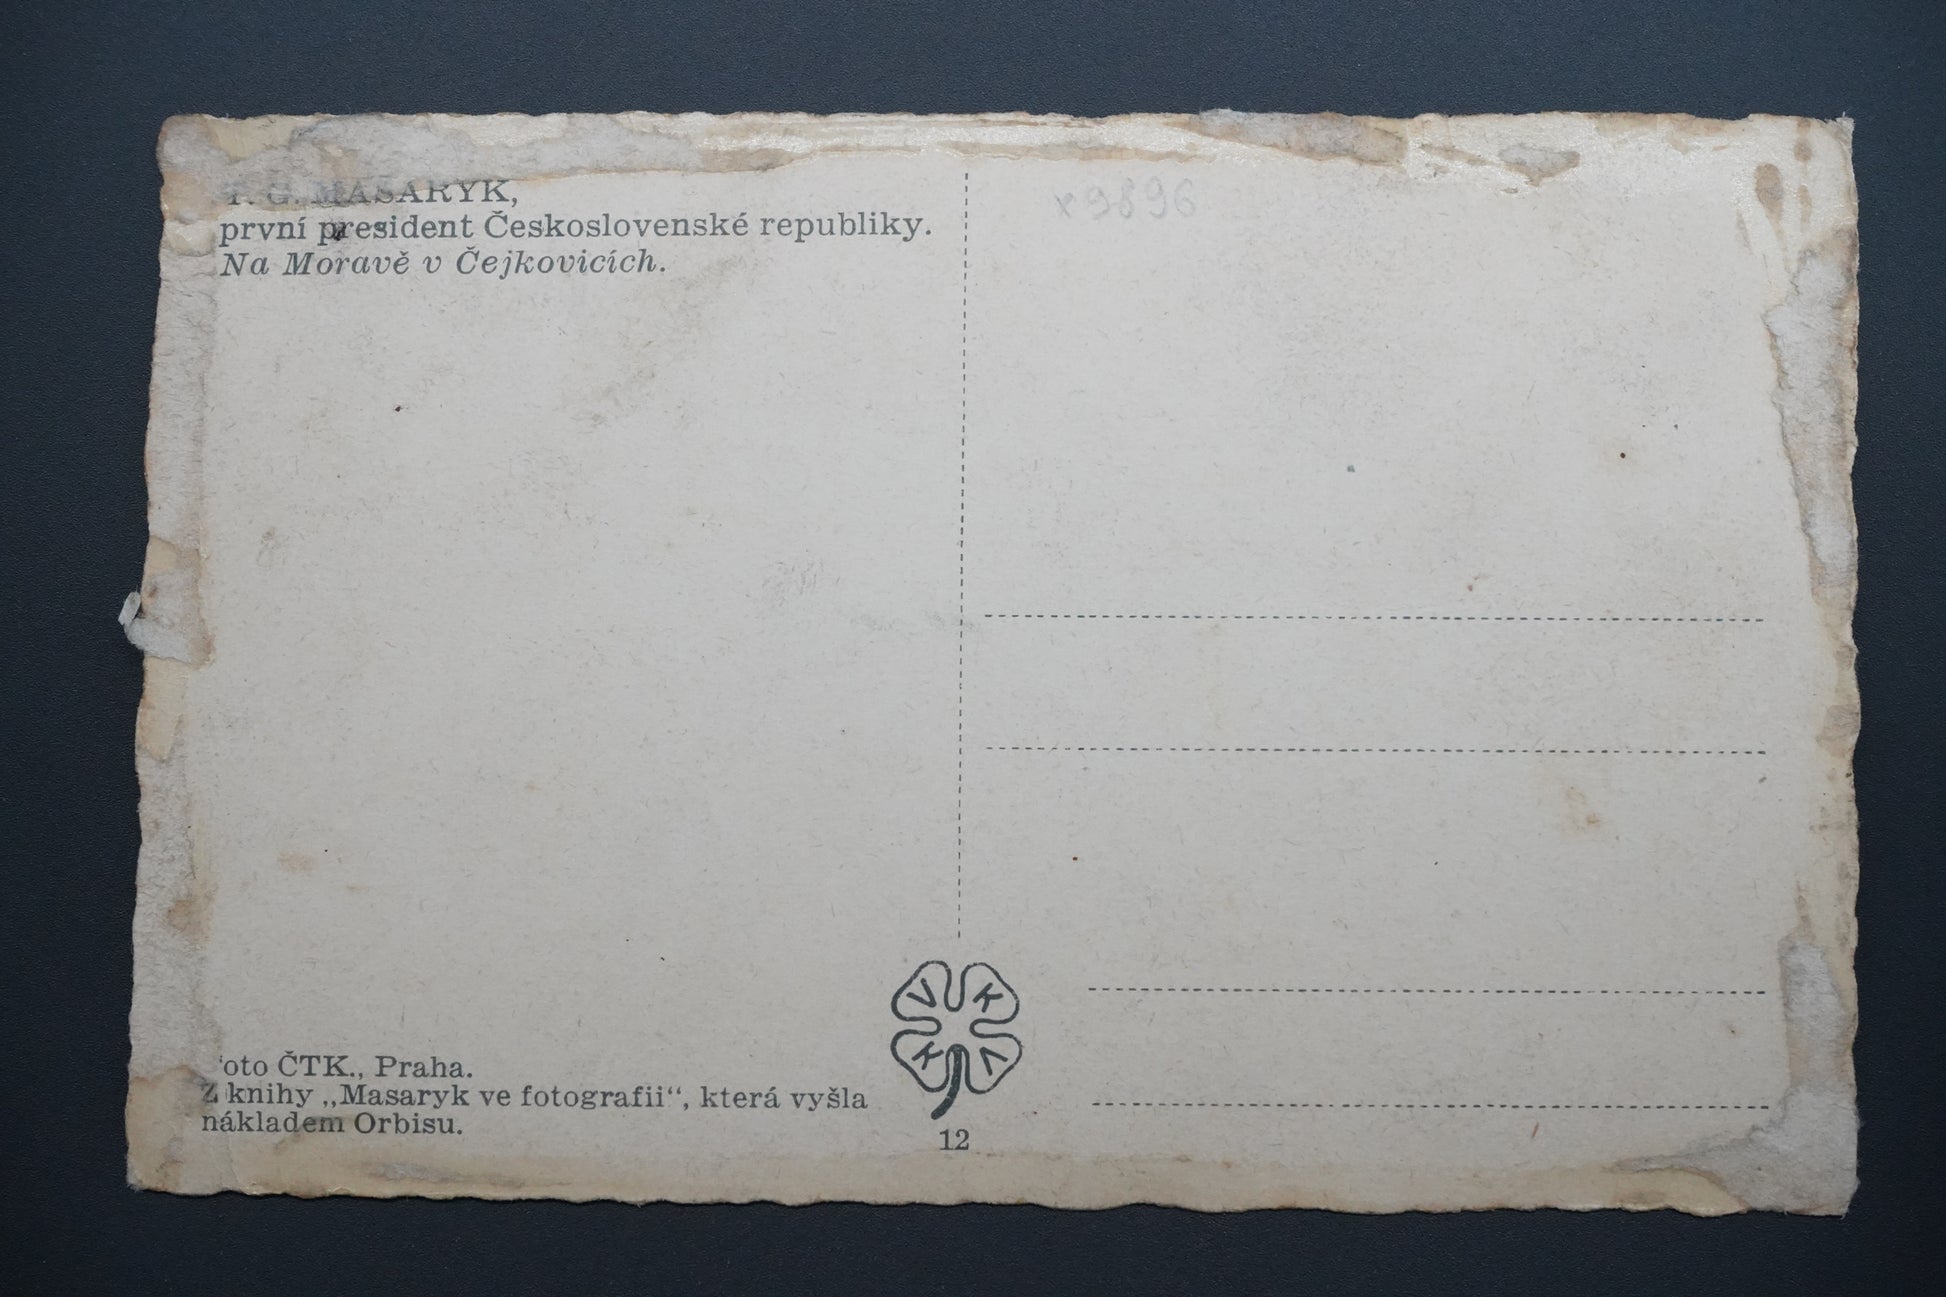 T. G. MASARYK,
první president Československé republiky.
Na Moravě v Čejkovicích.
x9896
oto ČTK., Praha.
Z knihy „Masaryk ve fotografii“, která vyšla
nákladem Orbisu.
V K
K V
12